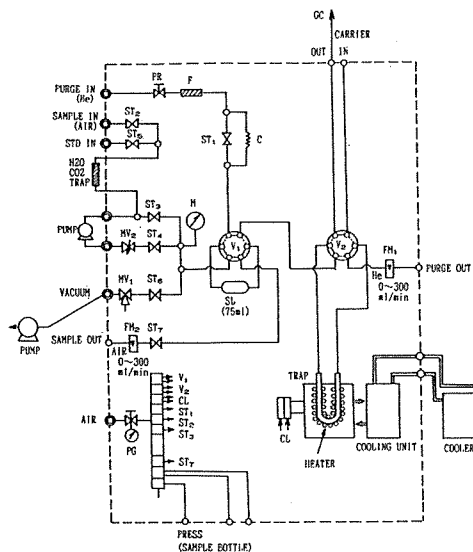 GC
CARRIER
OUT IN
PURGE IN
(He)
PR
F
SAMPLE IN
(AIR)
ST₂
STD IN
ST₅
ST₁
C
H2O
CO2
TRAP
ST₃
M
PUMP
MV₂
ST₄
V₁
V₂
FM₁
He
PURGE OUT
0~300
ml/min
VACUUM
MV₁
ST₆
SL
(75ml)
PUMP
SAMPLE OUT
FM₂
ST₇
AIR
0~300
ml/min
TRAP
V₁
V₂
CL
ST₁
ST₂
ST₃
ST₇
AIR
PG
CL
HEATER
COOLING UNIT
COOLER
PRESS
(SAMPLE BOTTLE)